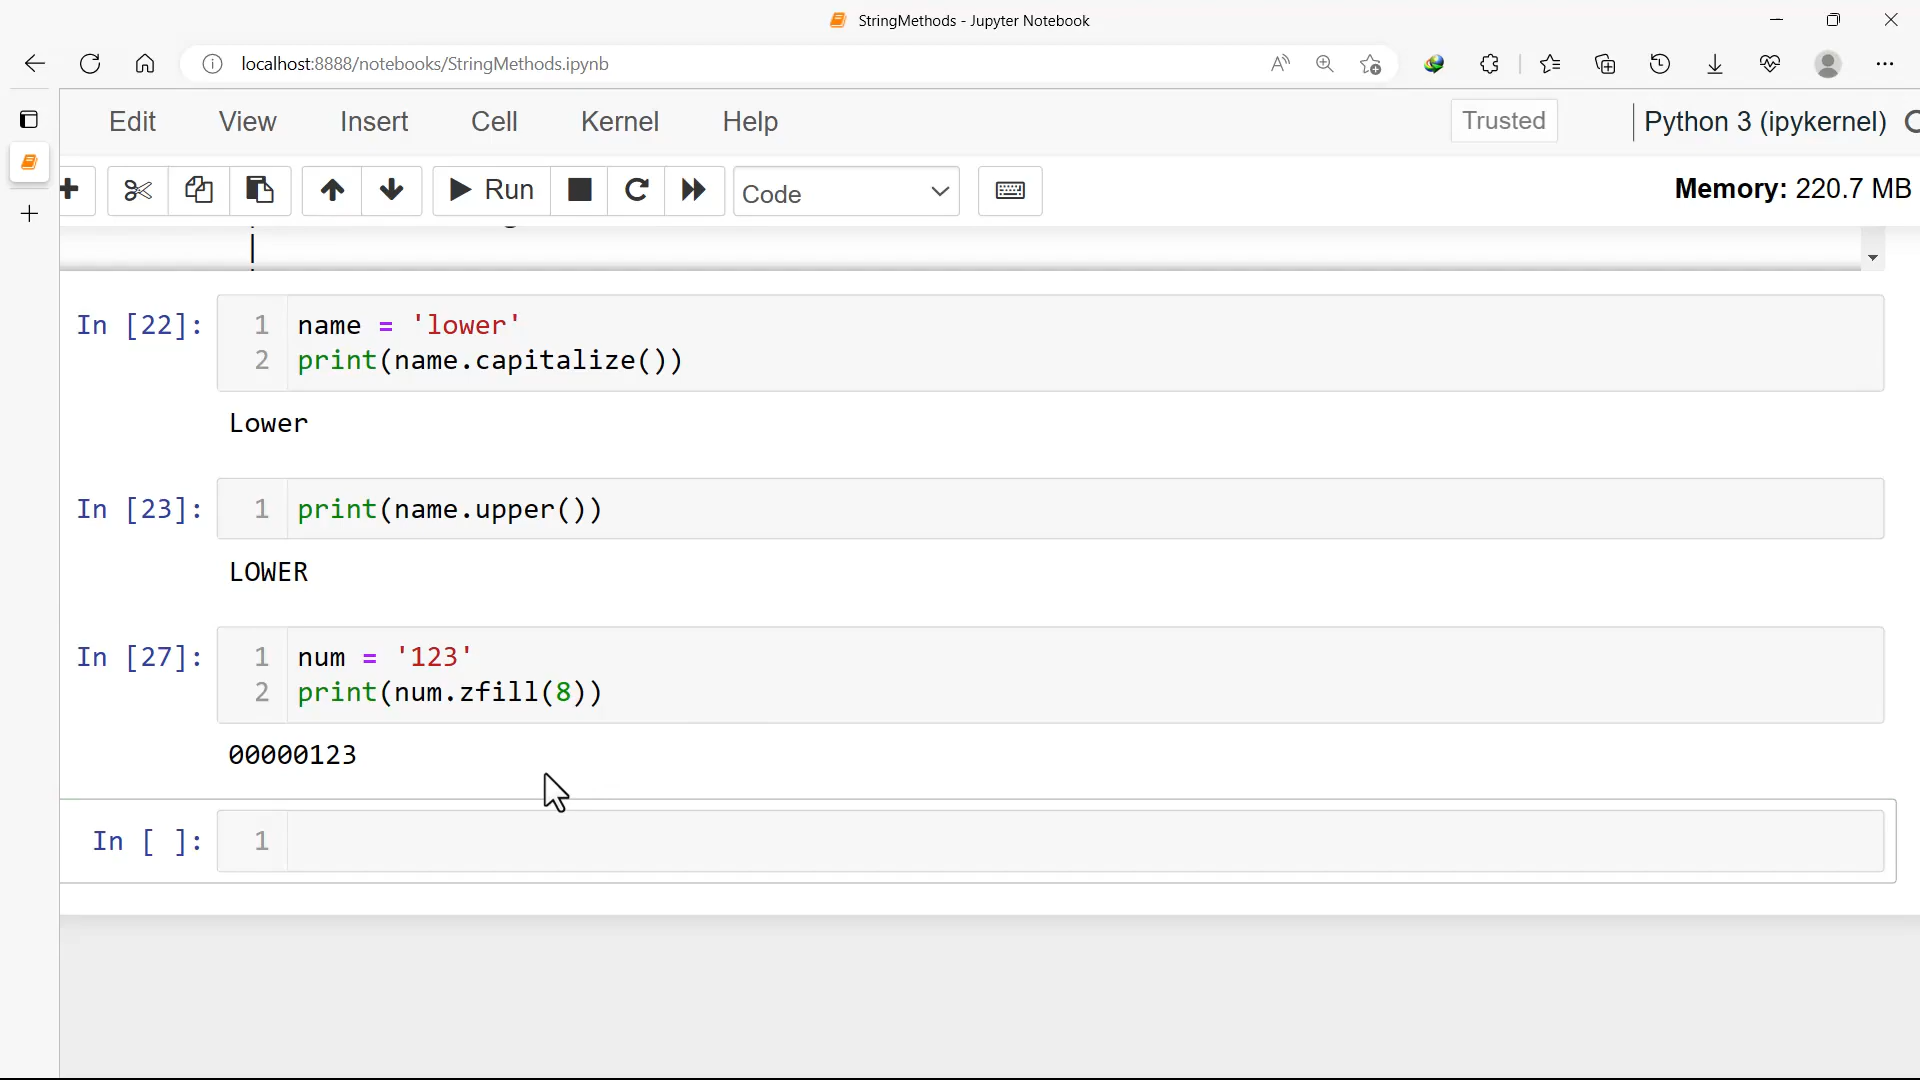 StringMethods - Jupyter Notebook
localhost:8888/notebooks/StringMethods.ipynb
Edit View Insert Cell Kernel Help Trusted Python 3 (ipykernel)
Run Code Memory: 220.7 MB
In [22]: 1 name = 'lower'
2 print(name.capitalize())
Lower
In [23]: 1 print(name.upper())
LOWER
In [27]: 1 num = '123'
2 print(num.zfill(8))
00000123
In [ ]: 1